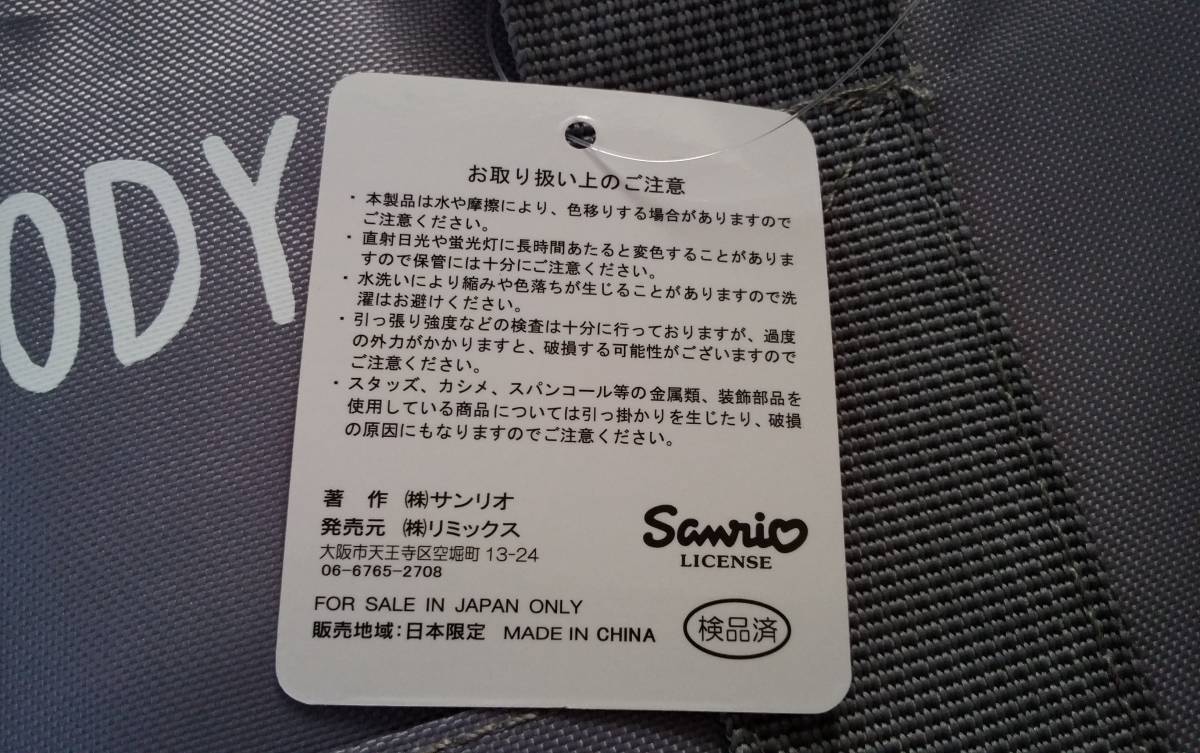 ODY
お取り扱い上のご注意
・本製品は水や摩擦により、色移りする場合がありますので
ご注意ください。
・直射日光や蛍光灯に長時間あたると変色することがありま
すので保管には十分にご注意ください。
・水洗いにより縮みや色落ちが生じることがありますので洗
濯はお避けください。
・引っ張り強度などの検査は十分に行っておりますが、過度
の外力がかかりますと、破損する可能性がございますので
ご注意ください。
・スタッズ、カシメ、スパンコール等の金属類、装飾部品を
使用している商品については引っ掛かりを生じたり、破損
の原因にもなりますのでご注意ください。
著 作 ㈱サンリオ
発売元 ㈱リミックス
大阪市天王寺区空堀町 13-24
06-6765-2708
Sanrio
LICENSE
FOR SALE IN JAPAN ONLY
販売地域：日本限定 MADE IN CHINA
検品済